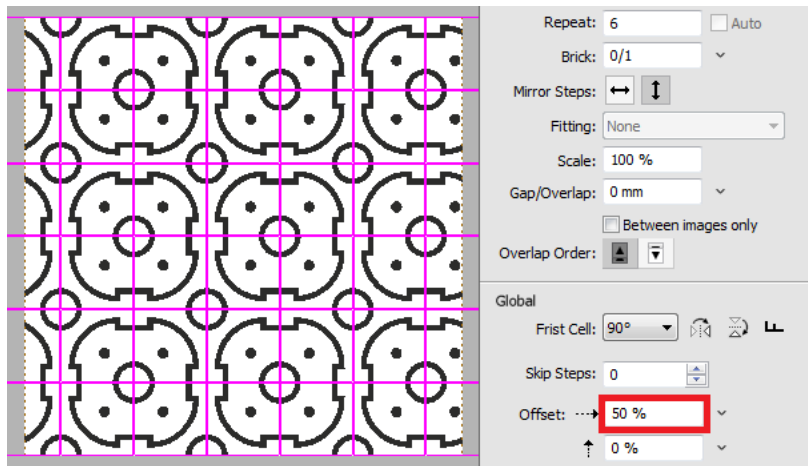 Repeat: 6 Auto
Brick: 0/1
Mirror Steps:
Fitting: None
Scale: 100 %
Gap/Overlap: 0 mm
Between images only
Overlap Order:
Global
Frist Cell: 90°
Skip Steps: 0
Offset: 50 %
0 %